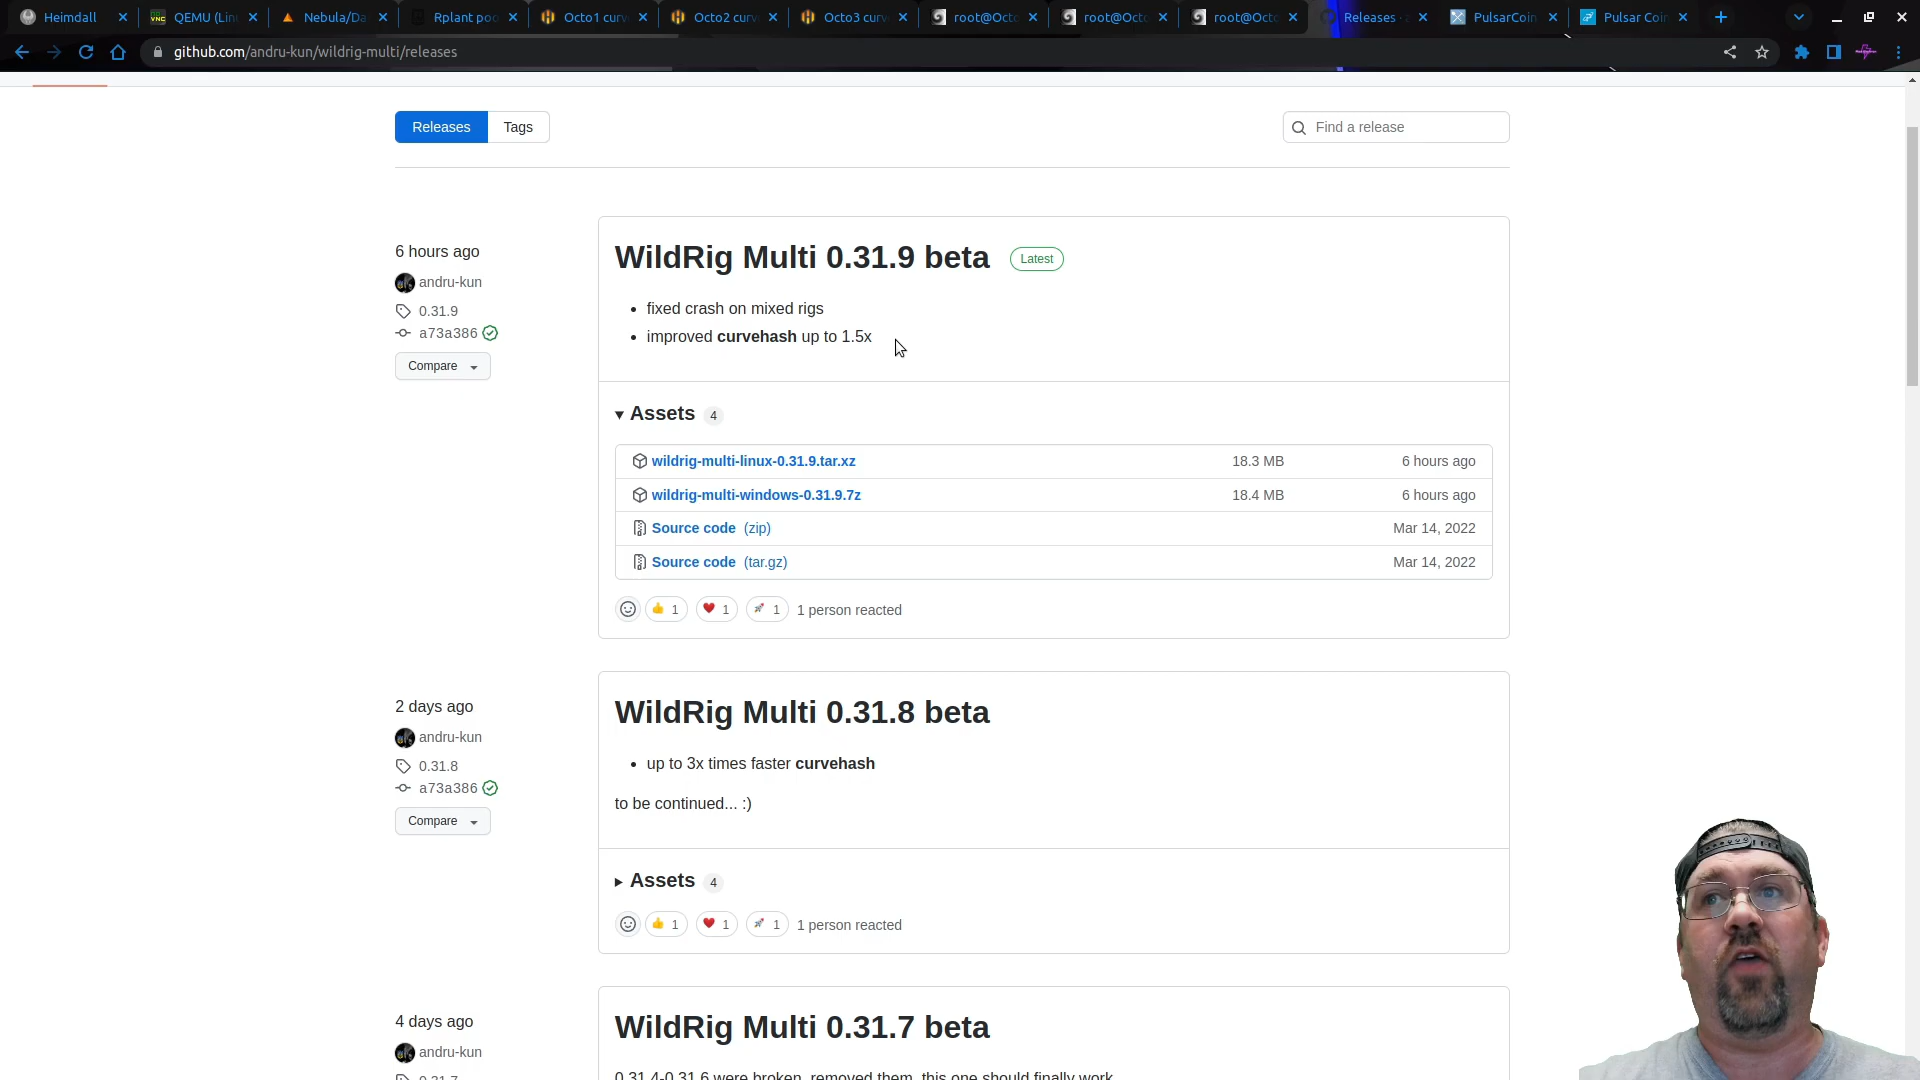 Heimdall
QEMU (Lin
Nebula/Da
Rplant poo
Octo1 curv
Octo2 curv
Octo3 curv
root@Octo
root@Octo
root@Octo
Releases ·
PulsarCoin
Pulsar Coin
github.com/andru-kun/wildrig-multi/releases
Releases
Tags
Find a release
6 hours ago
andru-kun
0.31.9
a73a386
Compare
WildRig Multi 0.31.9 beta
Latest
fixed crash on mixed rigs
improved curvehash up to 1.5x
Assets 4
wildrig-multi-linux-0.31.9.tar.xz 18.3 MB 6 hours ago
wildrig-multi-windows-0.31.9.7z 18.4 MB 6 hours ago
Source code (zip) Mar 14, 2022
Source code (tar.gz) Mar 14, 2022
1 1 1 1 person reacted
2 days ago
andru-kun
0.31.8
a73a386
Compare
WildRig Multi 0.31.8 beta
up to 3x times faster curvehash
to be continued... :)
Assets 4
1 1 1 1 person reacted
4 days ago
andru-kun
0.31.7
WildRig Multi 0.31.7 beta
0.31.4-0.31.6 were broken, removed them, this one should finally work